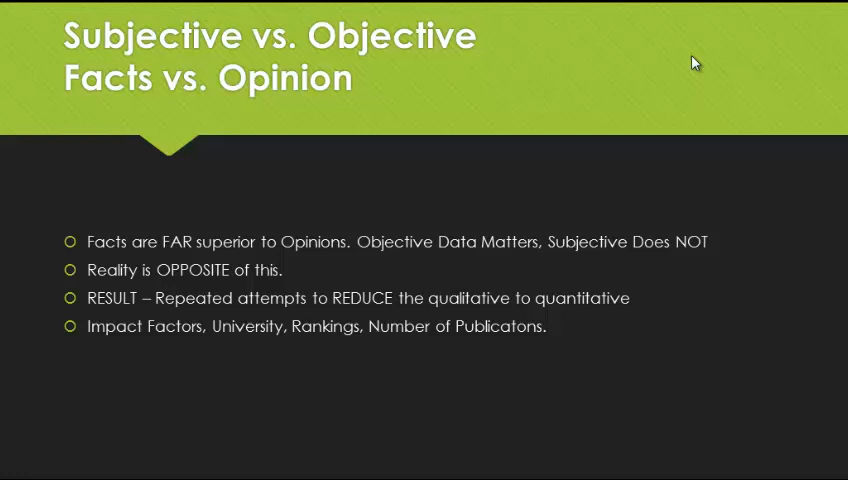 Subjective vs. Objective
Facts vs. Opinion
Facts are FAR superior to Opinions. Objective Data Matters, Subjective Does NOT
Reality is OPPOSITE of this.
RESULT – Repeated attempts to REDUCE the qualitative to quantitative
Impact Factors, University, Rankings, Number of Publicatons.